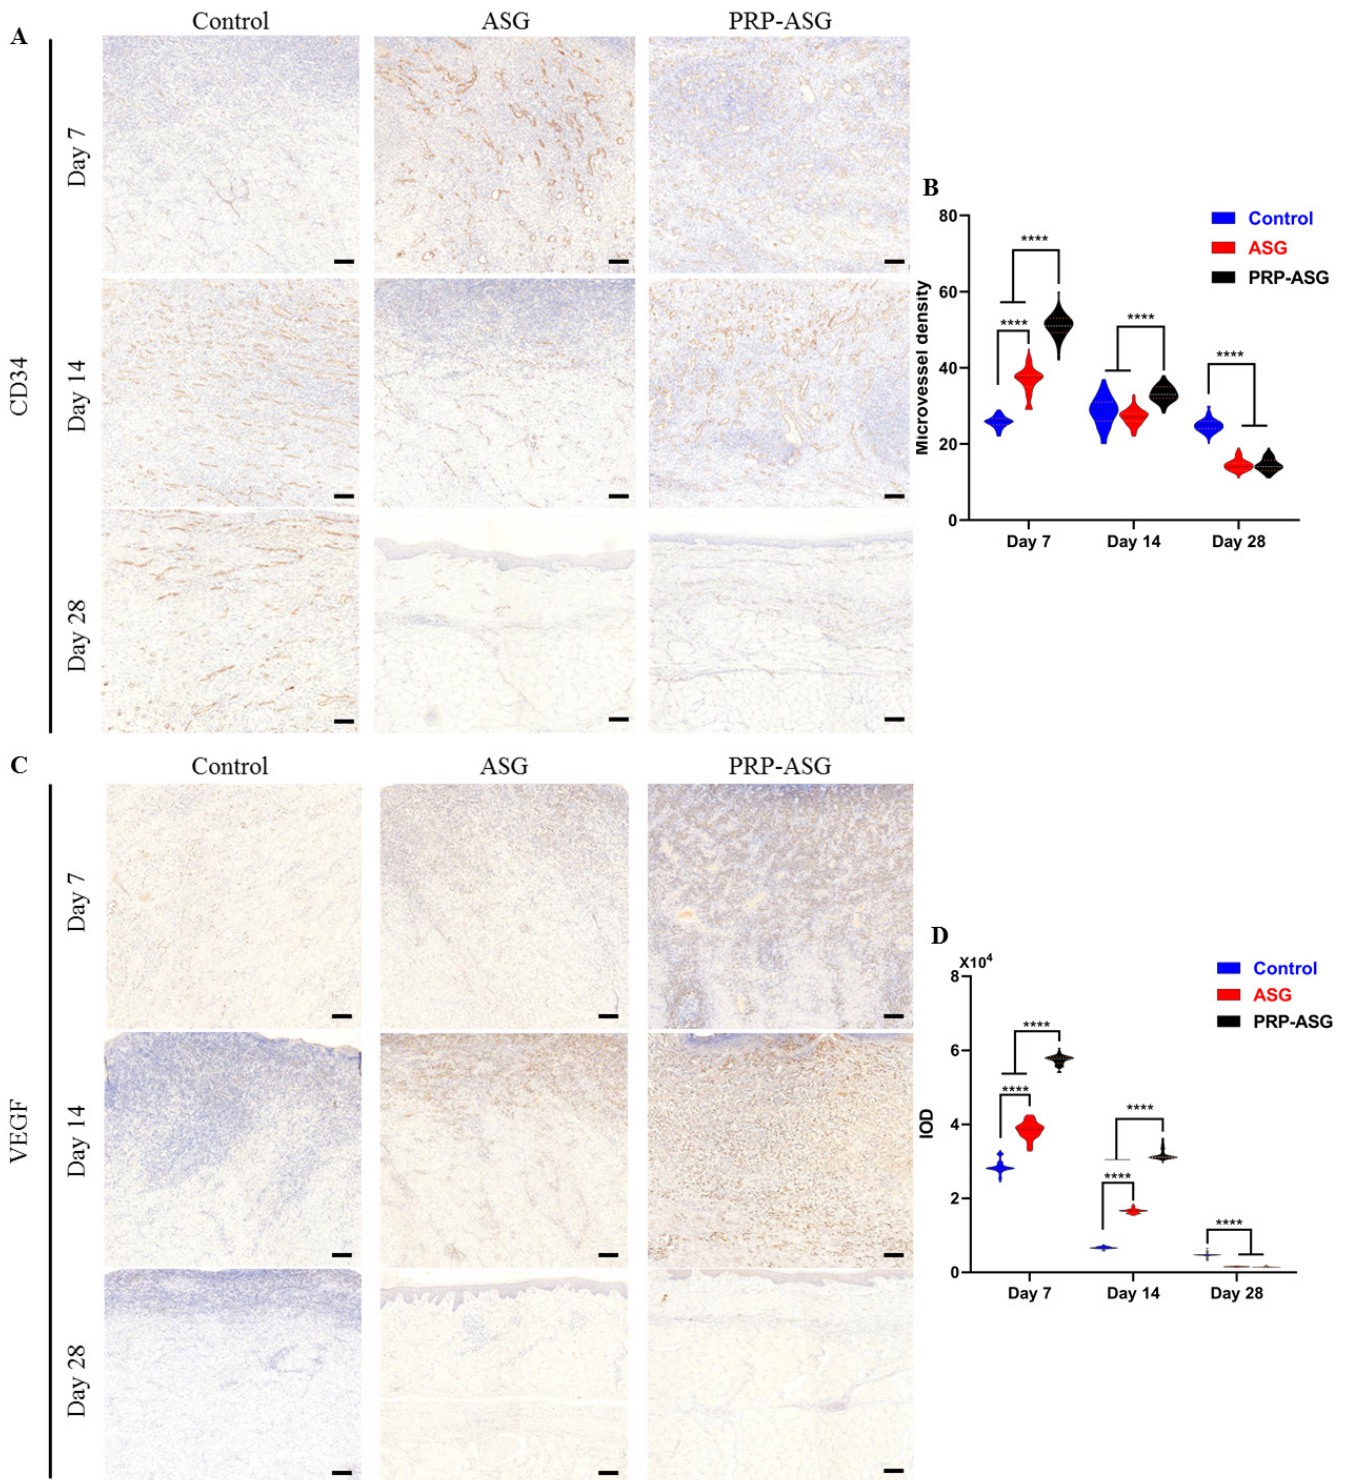 A
Control ASG PRP-ASG
CD34
Day 7
Day 14
Day 28
B
Control
ASG
PRP-ASG
Microvessel density
80
60
40
20
0
****
****
****
****
Day 7 Day 14 Day 28
C
Control ASG PRP-ASG
VEGF
Day 7
Day 14
Day 28
D
X10⁴
Control
ASG
PRP-ASG
IOD
8
6
4
2
0
****
****
****
****
****
Day 7 Day 14 Day 28